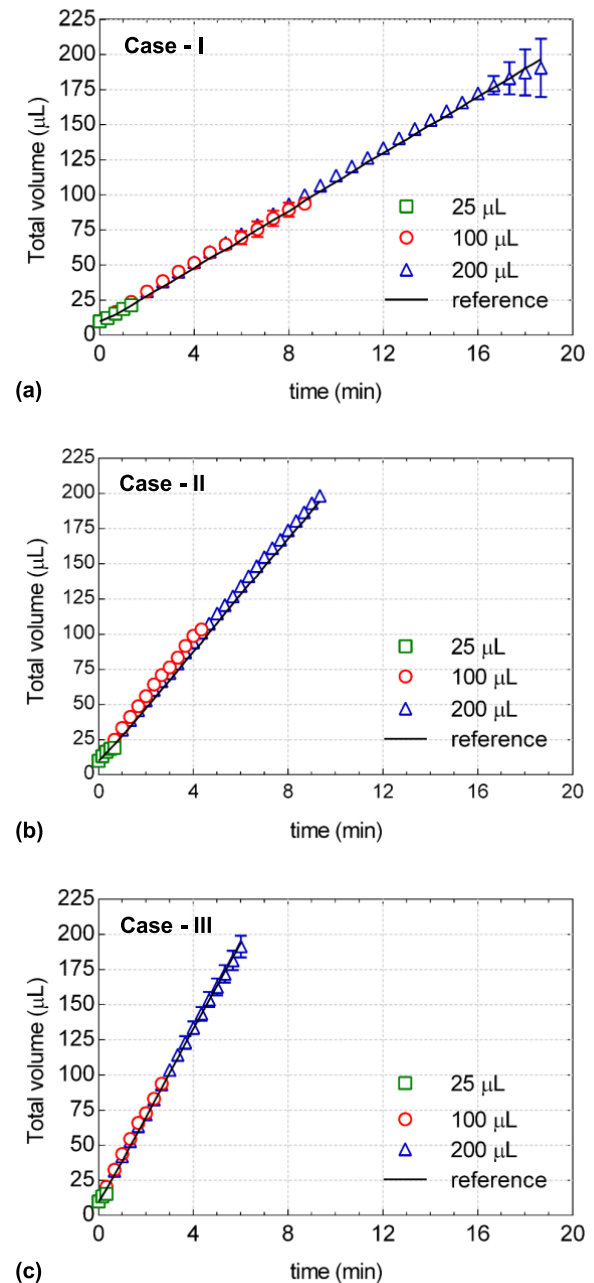 225
200
175
150
125
100
75
50
25
0
Total volume (μL)
Case - I
25 μL
100 μL
200 μL
reference
0 4 8 12 16 20
time (min)
(a)
225
200
175
150
125
100
75
50
25
0
Total volume (μL)
Case - II
25 μL
100 μL
200 μL
reference
0 4 8 12 16 20
time (min)
(b)
225
200
175
150
125
100
75
50
25
0
Total volume (μL)
Case - III
25 μL
100 μL
200 μL
reference
0 4 8 12 16 20
time (min)
(c)